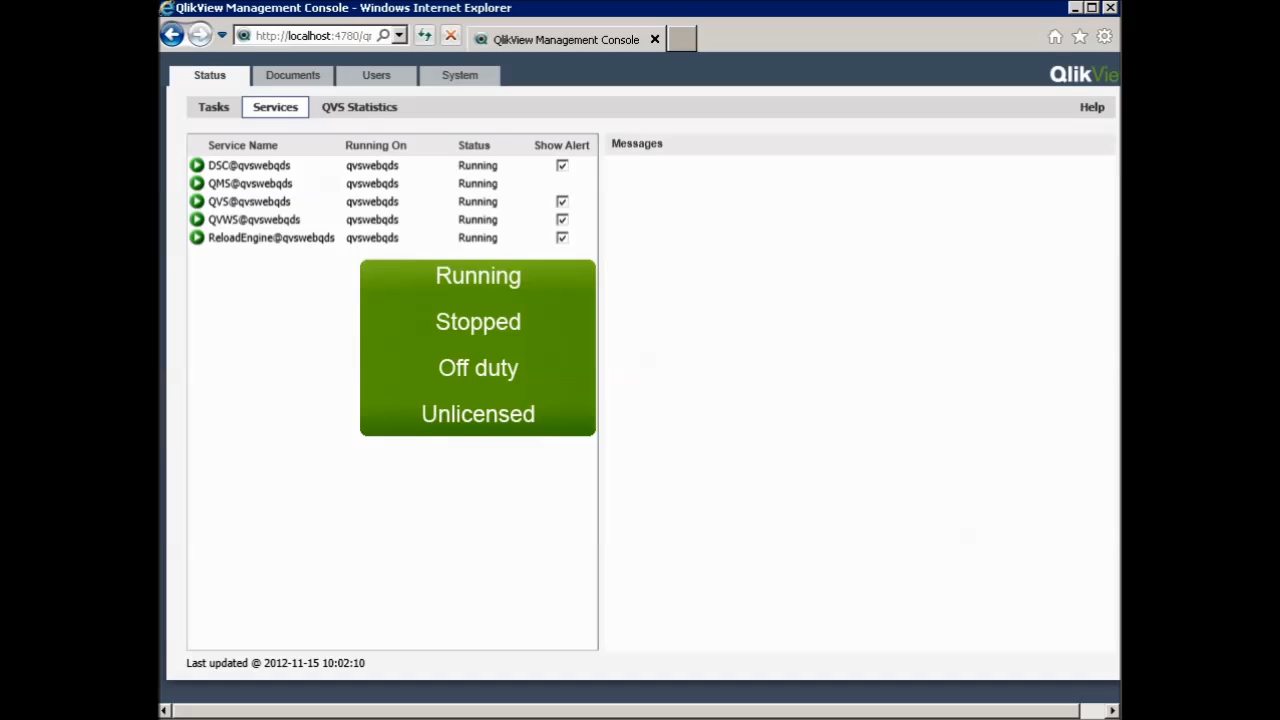 QlikView Management Console - Windows Internet Explorer
http://localhost:4780/qr
QlikView Management Console
Status Documents Users System
QlikVie
Tasks Services QVS Statistics Help
Service Name Running On Status Show Alert
Messages
DSC@qvswebqds qvswebqds Running
QMS@qvswebqds qvswebqds Running
QVS@qvswebqds qvswebqds Running
QVWS@qvswebqds qvswebqds Running
ReloadEngine@qvswebqds qvswebqds Running
Running
Stopped
Off duty
Unlicensed
Last updated @ 2012-11-15 10:02:10